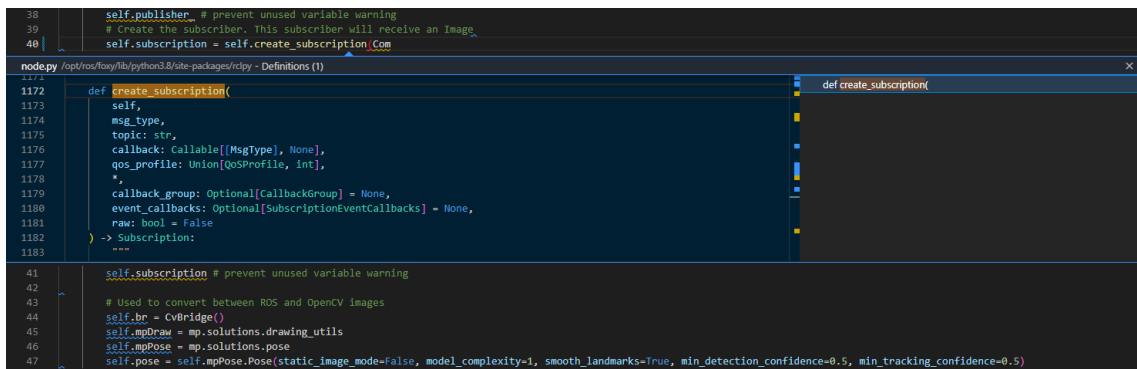 38 self.publisher_ # prevent unused variable warning
39 # Create the subscriber. This subscriber will receive an Image
40 self.subscription = self.create_subscription(Com
node.py /opt/ros/foxy/lib/python3.8/site-packages/rclpy - Definitions (1)
1171
1172 def create_subscription(
def create_subscription(
1173 self,
1174 msg_type,
1175 topic: str,
1176 callback: Callable[[MsgType], None],
1177 qos_profile: Union[QoSProfile, int],
1178 *,
1179 callback_group: Optional[CallbackGroup] = None,
1180 event_callbacks: Optional[SubscriptionEventCallbacks] = None,
1181 raw: bool = False
1182 ) -> Subscription:
1183 """
41 self.subscription # prevent unused variable warning
42
43 # Used to convert between ROS and OpenCV images
44 self.br = CvBridge()
45 self.mpDraw = mp.solutions.drawing_utils
46 self.mpPose = mp.solutions.pose
47 self.pose = self.mpPose.Pose(static_image_mode=False, model_complexity=1, smooth_landmarks=True, min_detection_confidence=0.5, min_tracking_confidence=0.5)